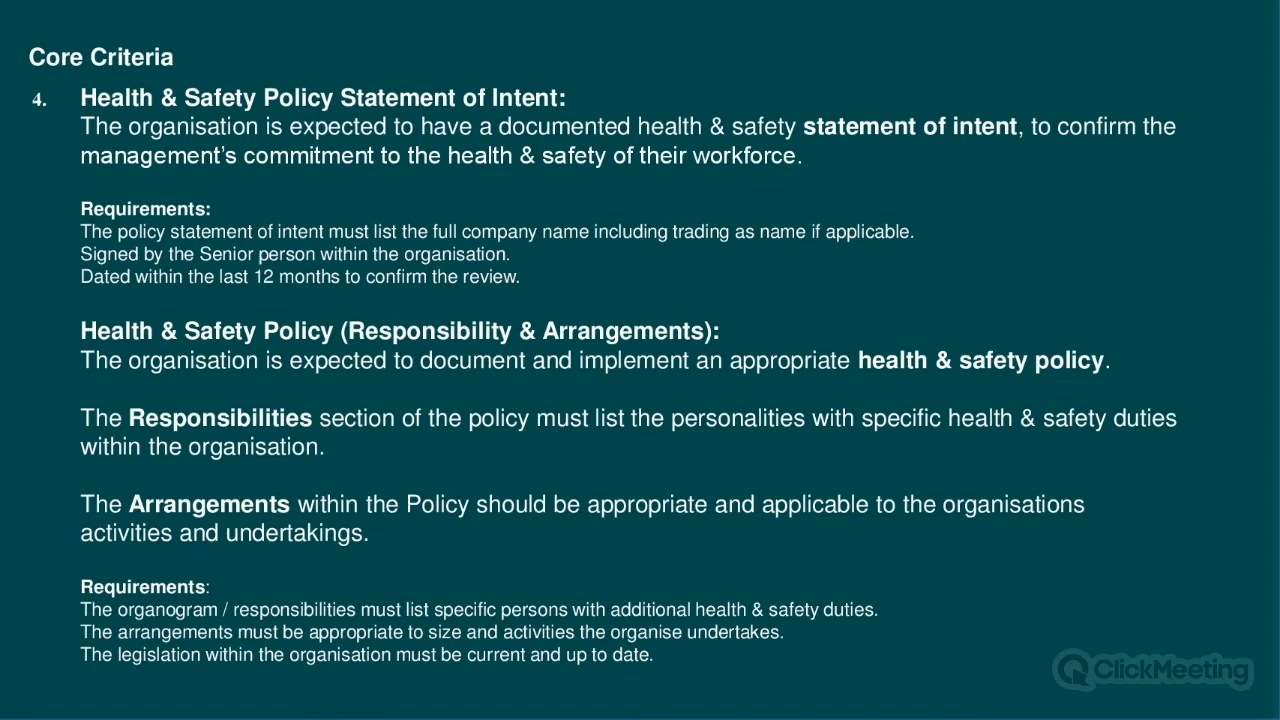 Core Criteria
4. Health & Safety Policy Statement of Intent:
The organisation is expected to have a documented health & safety statement of intent, to confirm the
management’s commitment to the health & safety of their workforce.
Requirements:
The policy statement of intent must list the full company name including trading as name if applicable.
Signed by the Senior person within the organisation.
Dated within the last 12 months to confirm the review.
Health & Safety Policy (Responsibility & Arrangements):
The organisation is expected to document and implement an appropriate health & safety policy.
The Responsibilities section of the policy must list the personalities with specific health & safety duties
within the organisation.
The Arrangements within the Policy should be appropriate and applicable to the organisations
activities and undertakings.
Requirements:
The organogram / responsibilities must list specific persons with additional health & safety duties.
The arrangements must be appropriate to size and activities the organise undertakes.
The legislation within the organisation must be current and up to date.
ClickMeeting